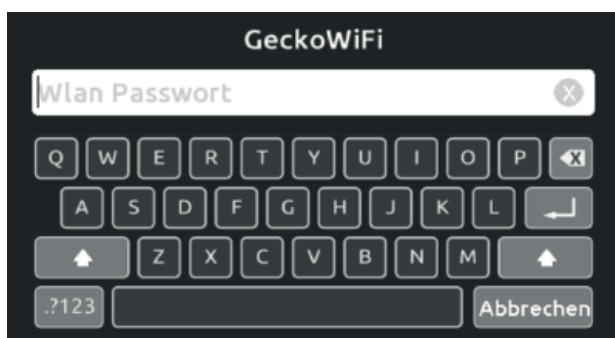 GeckoWiFi
Wlan Passwort
Q W E R T Y U I O P X
A S D F G H J K L
Z X C V B N M
.?123 Abbrechen